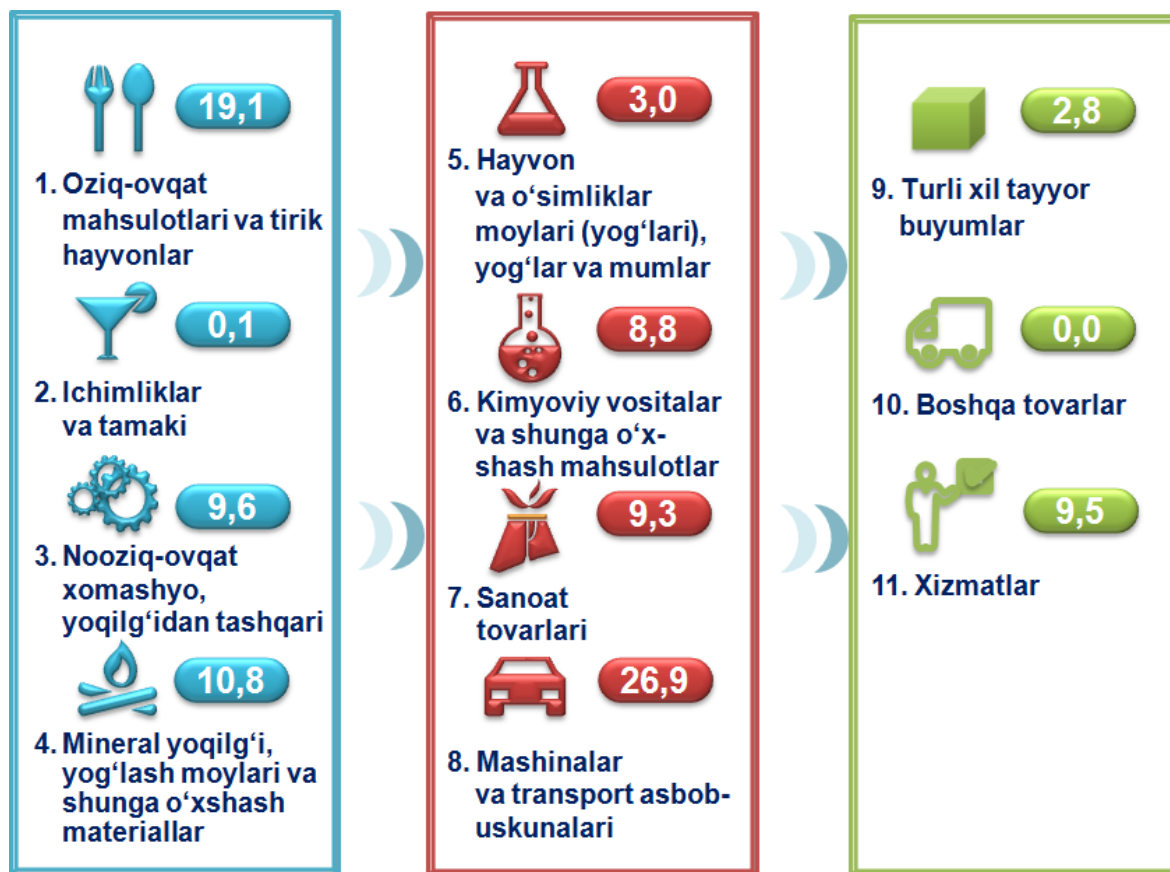 19,1
1. Oziq-ovqat
mahsulotlari va tirik
hayvonlar
0,1
2. Ichimliklar
va tamaki
9,6
3. Nooziq-ovqat
xomashyo,
yoqilg‘idan tashqari
10,8
4. Mineral yoqilg‘i,
yog‘lash moylari va
shunga o‘xshash
materiallar
3,0
5. Hayvon
va o‘simliklar
moylari (yog‘lari),
yog‘lar va mumlar
8,8
6. Kimyoviy vositalar
va shunga o‘x-
shash mahsulotlar
9,3
7. Sanoat
tovarlari
26,9
8. Mashinalar
va transport asbob-
uskunalari
2,8
9. Turli xil tayyor
buyumlar
0,0
10. Boshqa tovarlar
9,5
11. Xizmatlar